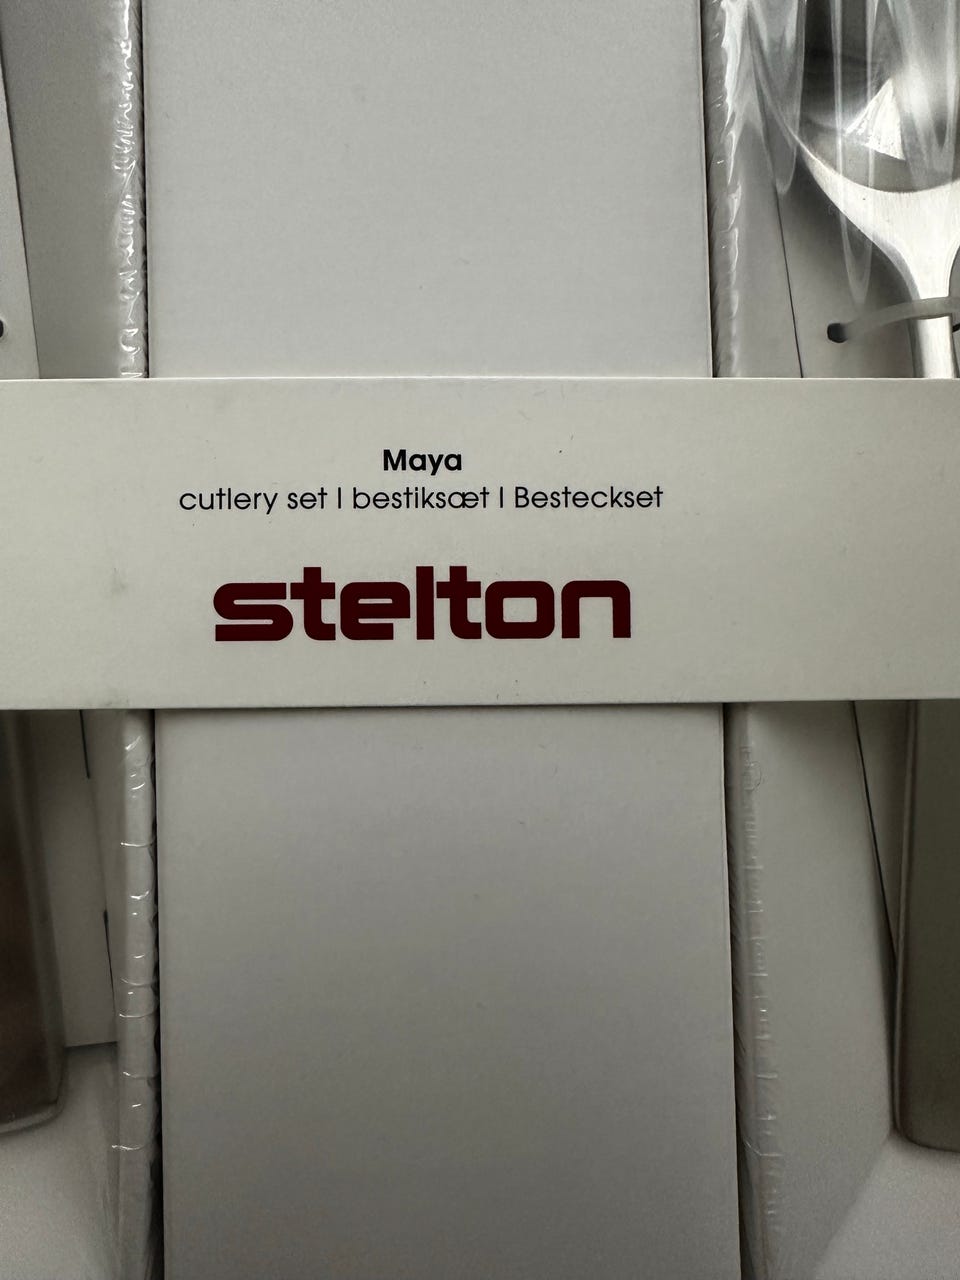 Maya
cutlery set | bestiksæt | Besteckset
stelton